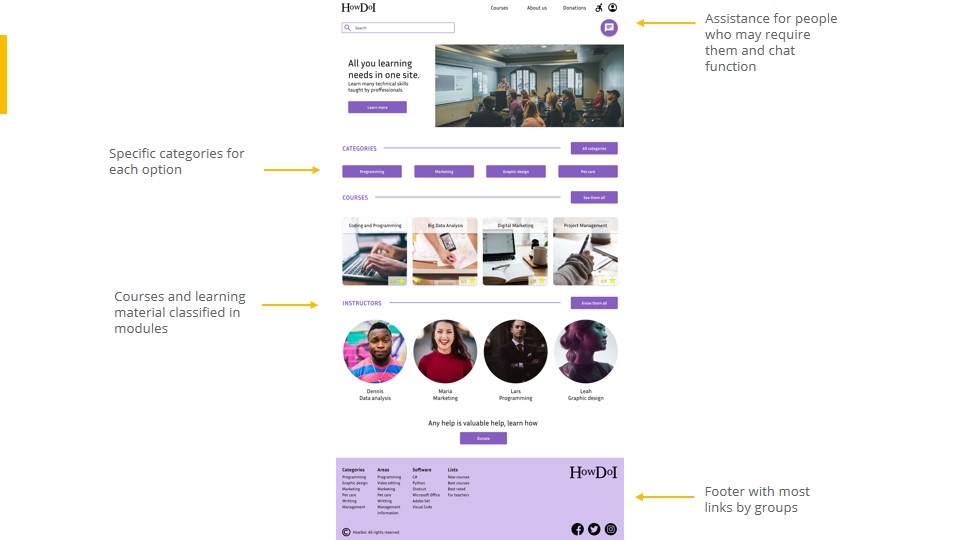 HowDoI
Courses About us Donations
Search
Assistance for people
who may require
them and chat
function
All you learning
needs in one site.
Learn many technical skills
taught by proffesionals.
Learn more
Specific categories for
each option
CATEGORIES
All categories
Programming Marketing Graphic design Pet care
COURSES
See them all
Coding and Programming Big Data Analysis Digital Marketing Project Management
Courses and learning
material classified in
modules
INSTRUCTORS
Know them all
Dennis Maria Lars Leah
Data analysis Marketing Programming Graphic design
Any help is valuable help, learn how
Donate
Categories Areas Software Lists
HowDoI
Programming Programming C# New courses
Graphic design Video editing Python Best courses
Marketing Marketing Shotcut Best rated
Pet care Pet care Microsoft Office For teachers
Writting Writting Adobe Set
Management Management Visual Code
Information
Footer with most
links by groups
© HowdoI. All rights reserved.